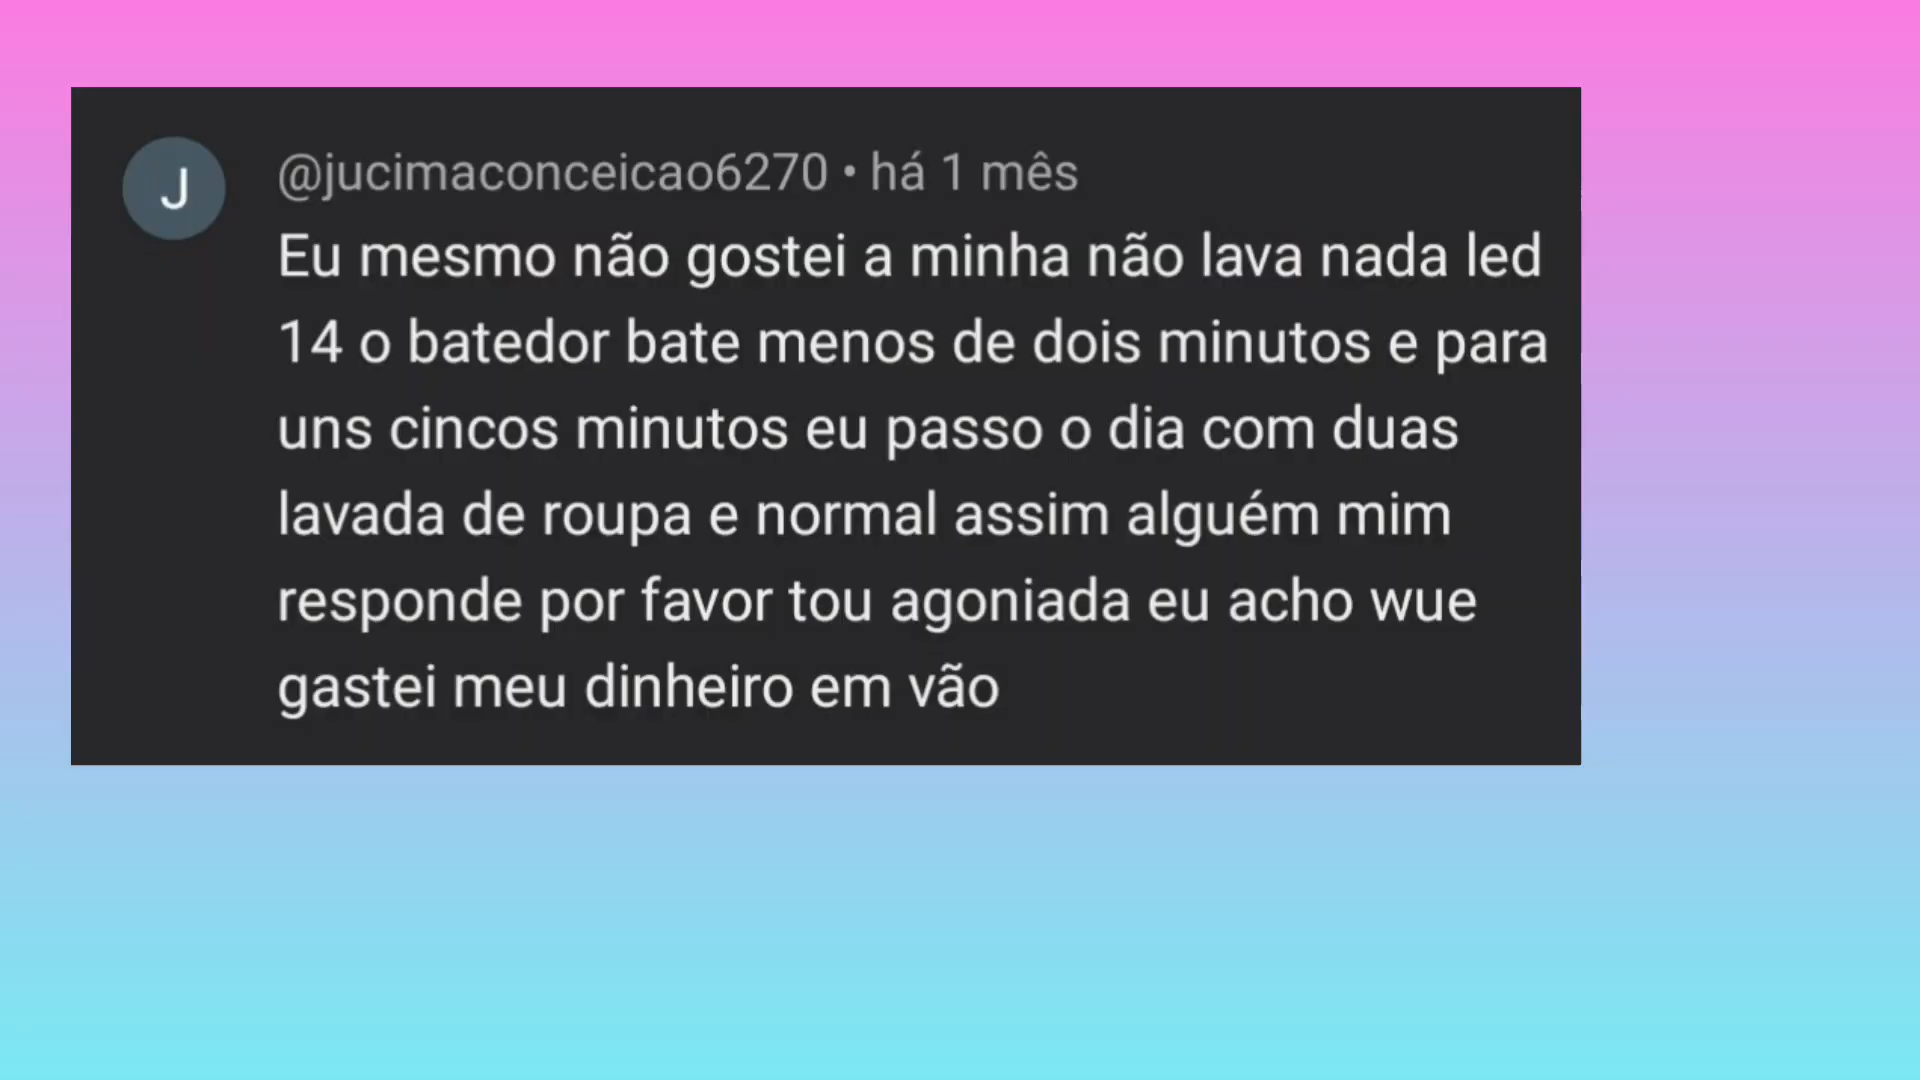 J
@jucimaconceicao6270 • há 1 mês
Eu mesmo não gostei a minha não lava nada led
14 o batedor bate menos de dois minutos e para
uns cincos minutos eu passo o dia com duas
lavada de roupa e normal assim alguém mim
responde por favor tou agoniada eu acho wue
gastei meu dinheiro em vão